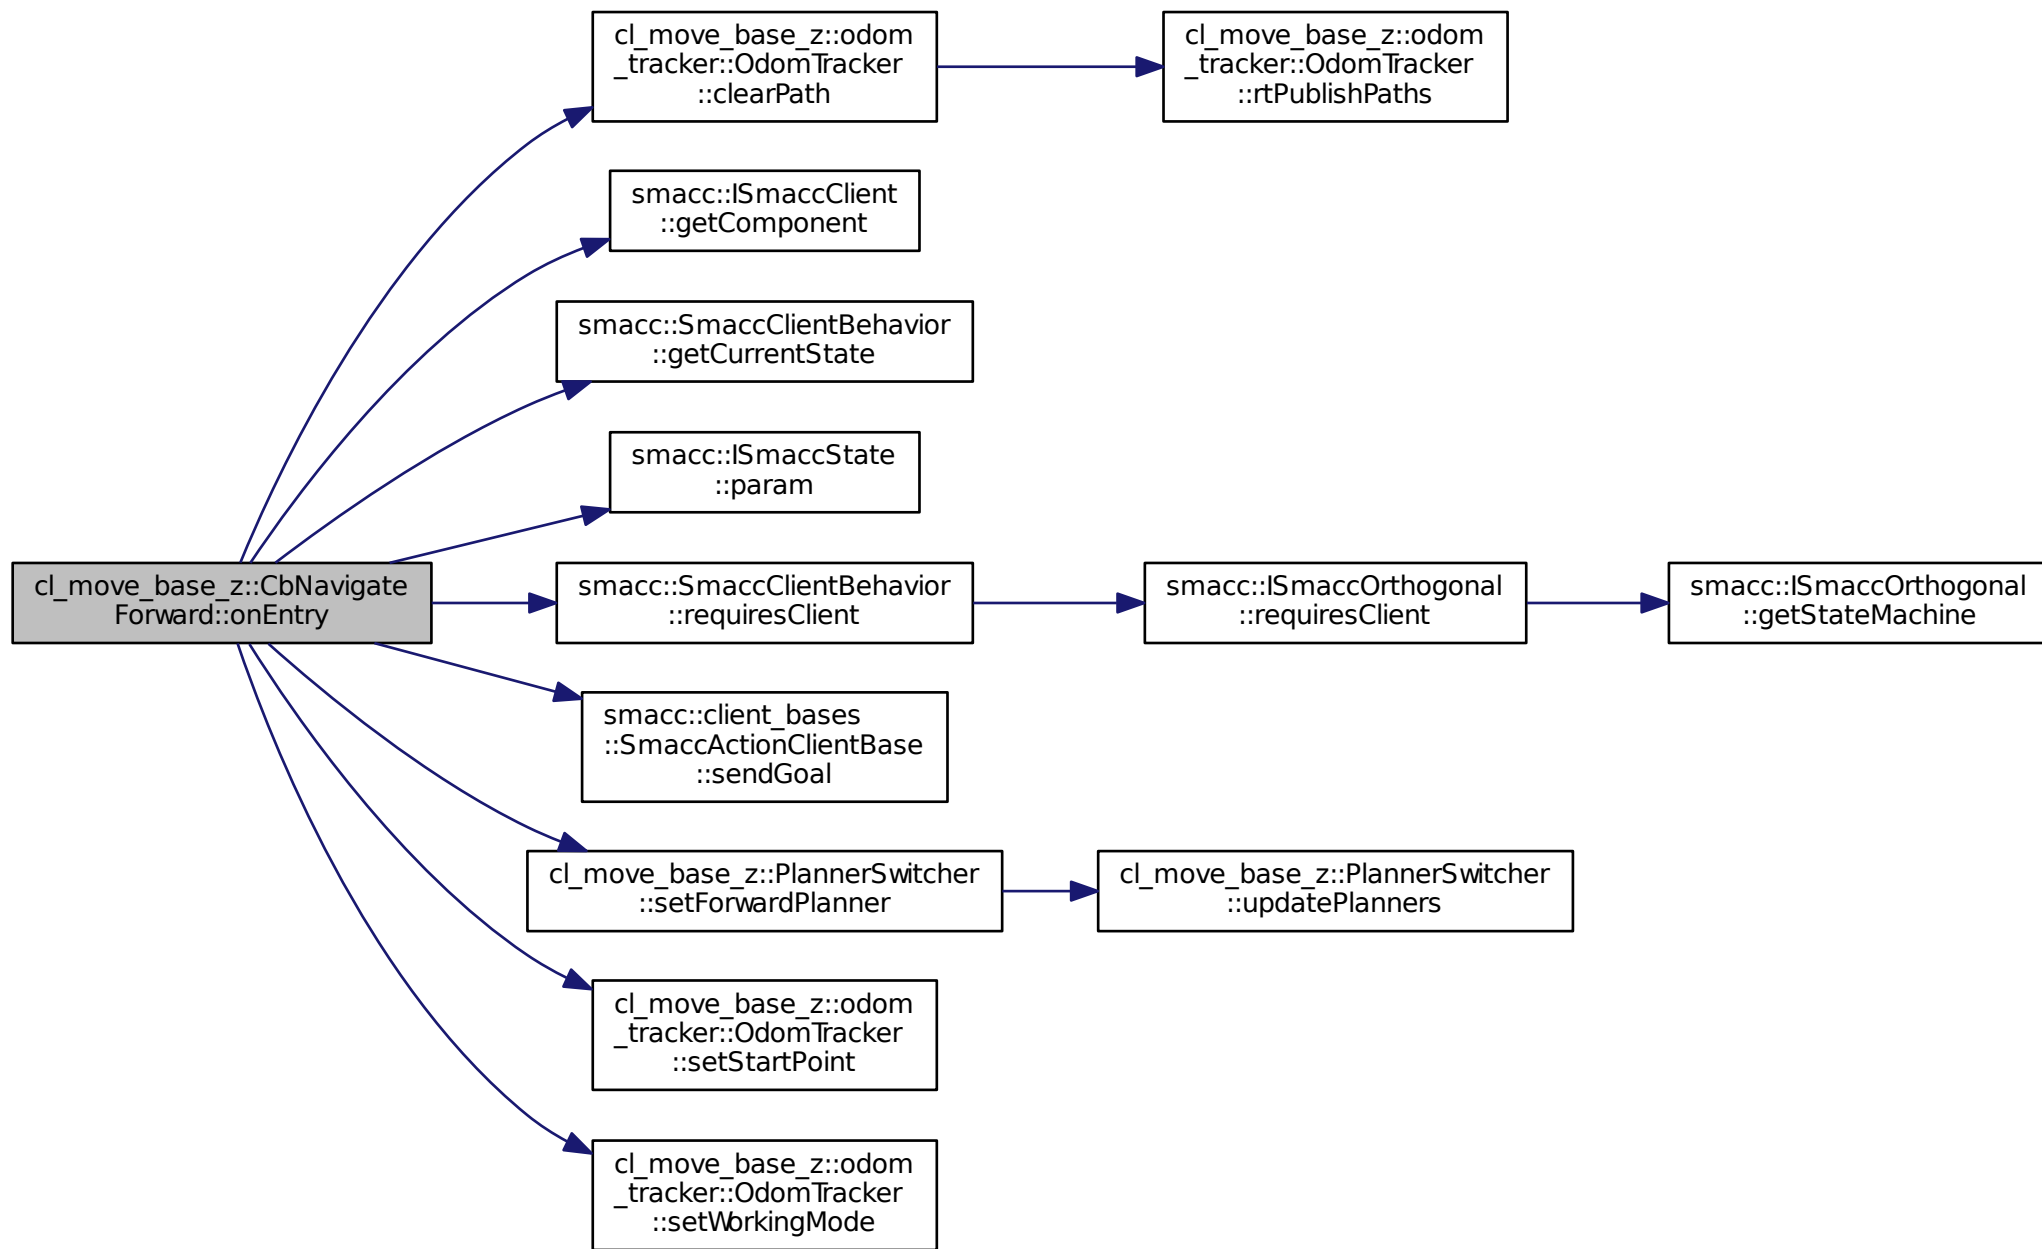 cl_move_base_z::odom
_tracker::OdomTracker
::clearPath
cl_move_base_z::odom
_tracker::OdomTracker
::rtPublishPaths
smacc::ISmaccClient
::getComponent
smacc::SmaccClientBehavior
::getCurrentState
smacc::ISmaccState
::param
cl_move_base_z::CbNavigate
Forward::onEntry
smacc::SmaccClientBehavior
::requiresClient
smacc::ISmaccOrthogonal
::requiresClient
smacc::ISmaccOrthogonal
::getStateMachine
smacc::client_bases
::SmaccActionClientBase
::sendGoal
cl_move_base_z::PlannerSwitcher
::setForwardPlanner
cl_move_base_z::PlannerSwitcher
::updatePlanners
cl_move_base_z::odom
_tracker::OdomTracker
::setStartPoint
cl_move_base_z::odom
_tracker::OdomTracker
::setWorkingMode